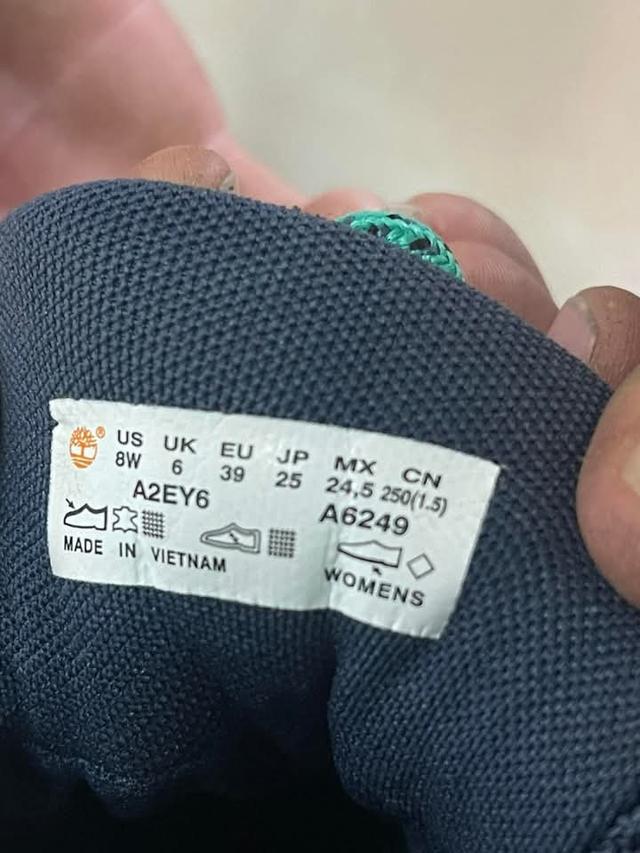 US UK EU JP MX CN
8W 6 39 25 24,5 250(1.5)
A2EY6 A6249
MADE IN VIETNAM WOMENS